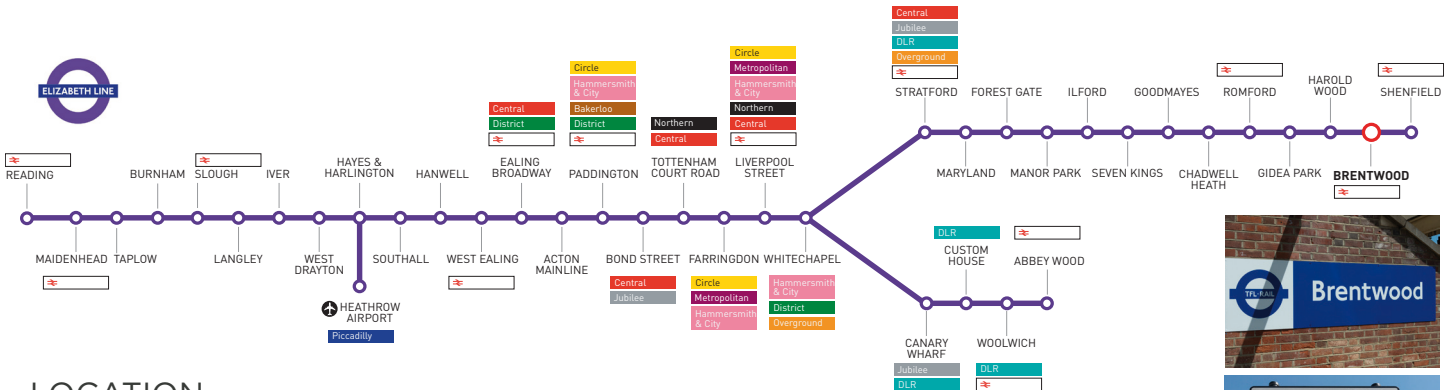 ELIZABETH LINE
READING
MAIDENHEAD
TAPLOW
BURNHAM
SLOUGH
LANGLEY
IVER
WEST
DRAYTON
HAYES &
HARLINGTON
HEATHROW
AIRPORT
Piccadilly
SOUTHALL
HANWELL
WEST EALING
Central
District
EALING
BROADWAY
ACTON
MAINLINE
Circle
Hammersmith
& City
Bakerloo
District
PADDINGTON
BOND STREET
Central
Jubilee
Northern
Central
TOTTENHAM
COURT ROAD
FARRINGDON
Circle
Metropolitan
Hammersmith
& City
Circle
Metropolitan
Hammersmith
& City
Northern
Central
LIVERPOOL
STREET
WHITECHAPEL
Hammersmith
& City
District
Overground
Central
Jubilee
DLR
Overground
STRATFORD
MARYLAND
FOREST GATE
MANOR PARK
ILFORD
SEVEN KINGS
GOODMAYES
CHADWELL
HEATH
ROMFORD
GIDEA PARK
HAROLD
WOOD
BRENTWOOD
SHENFIELD
CANARY
WHARF
Jubilee
DLR
DLR
CUSTOM
HOUSE
WOOLWICH
DLR
ABBEY WOOD
TFL-RAIL
Brentwood
LOCATION